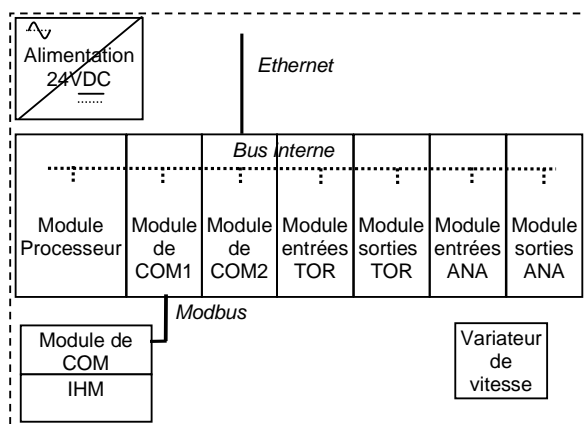 Alimentation
24VDC
Ethernet
Bus Interne
Module
Processeur
Module
de
COM1
Module
de
COM2
Module
entrées
TOR
Module
sorties
TOR
Module
entrées
ANA
Module
sorties
ANA
Modbus
Module de
COM
IHM
Variateur
de
vitesse